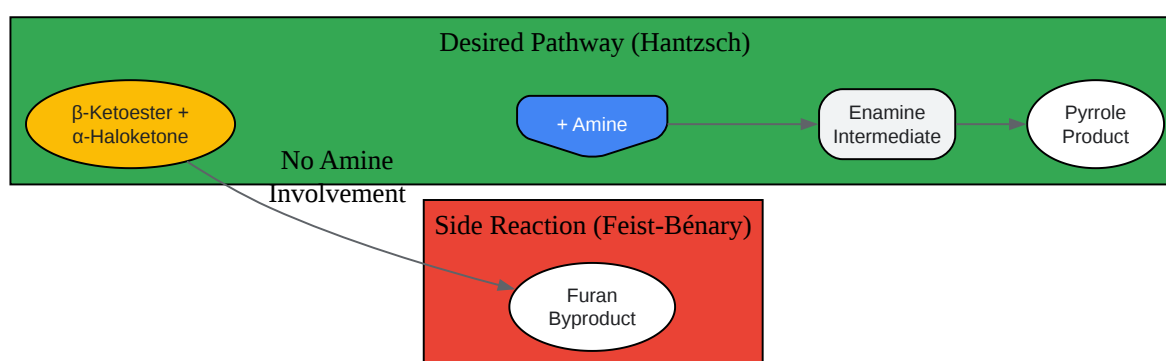 Desired Pathway (Hantzsch)
β-Ketoester +
α-Haloketone
+ Amine
Enamine
Intermediate
Pyrrole
Product
No Amine
Involvement
Side Reaction (Feist-Bénary)
Furan
Byproduct